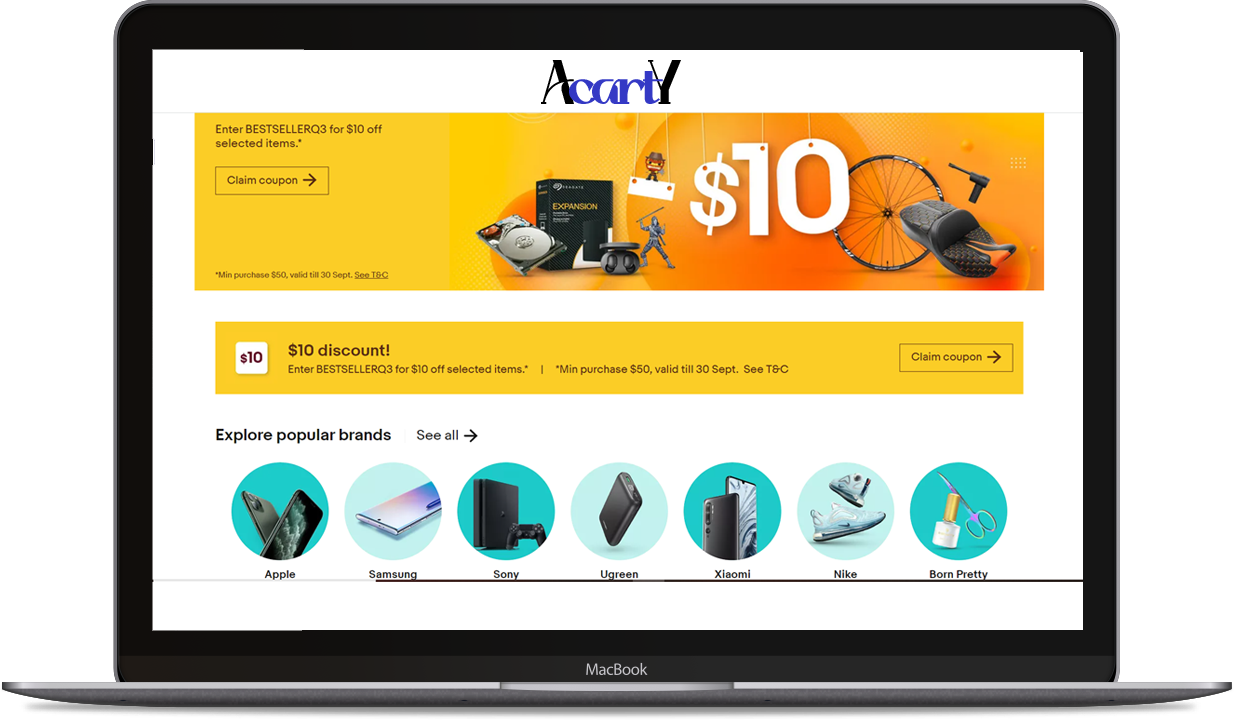 AcartY
Enter BESTSELLERQ3 for $10 off
selected items.*
Claim coupon
*Min purchase $50, valid till 30 Sept. See T&C
SEAGATE
EXPANSION
$10
$10
$10 discount!
Enter BESTSELLERQ3 for $10 off selected items.* | *Min purchase $50, valid till 30 Sept. See T&C
Claim coupon
Explore popular brands
See all
Apple
Samsung
Sony
Ugreen
Xiaomi
Nike
Born Pretty
MacBook